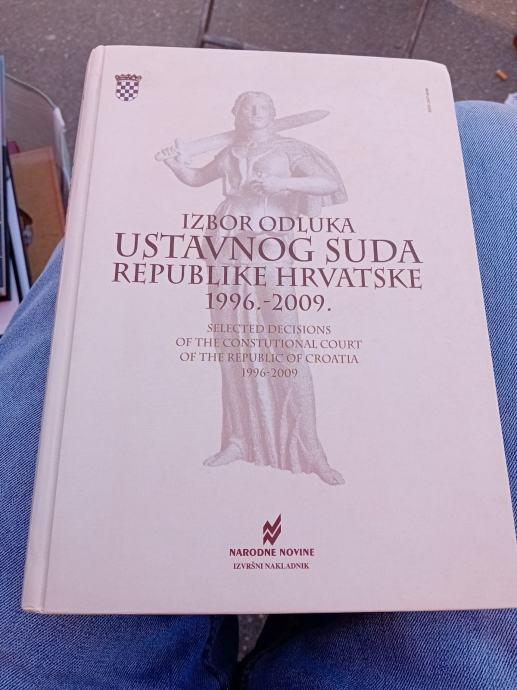 IZBOR ODLUKA
USTAVNOG SUDA
REPUBLIKE HRVATSKE
1996.-2009.
SELECTED DECISIONS
OF THE CONSTUTIONAL COURT
OF THE REPUBLIC OF CROATIA
1996-2009
NARODNE NOVINE
IZVRŠNI NAKLADNIK